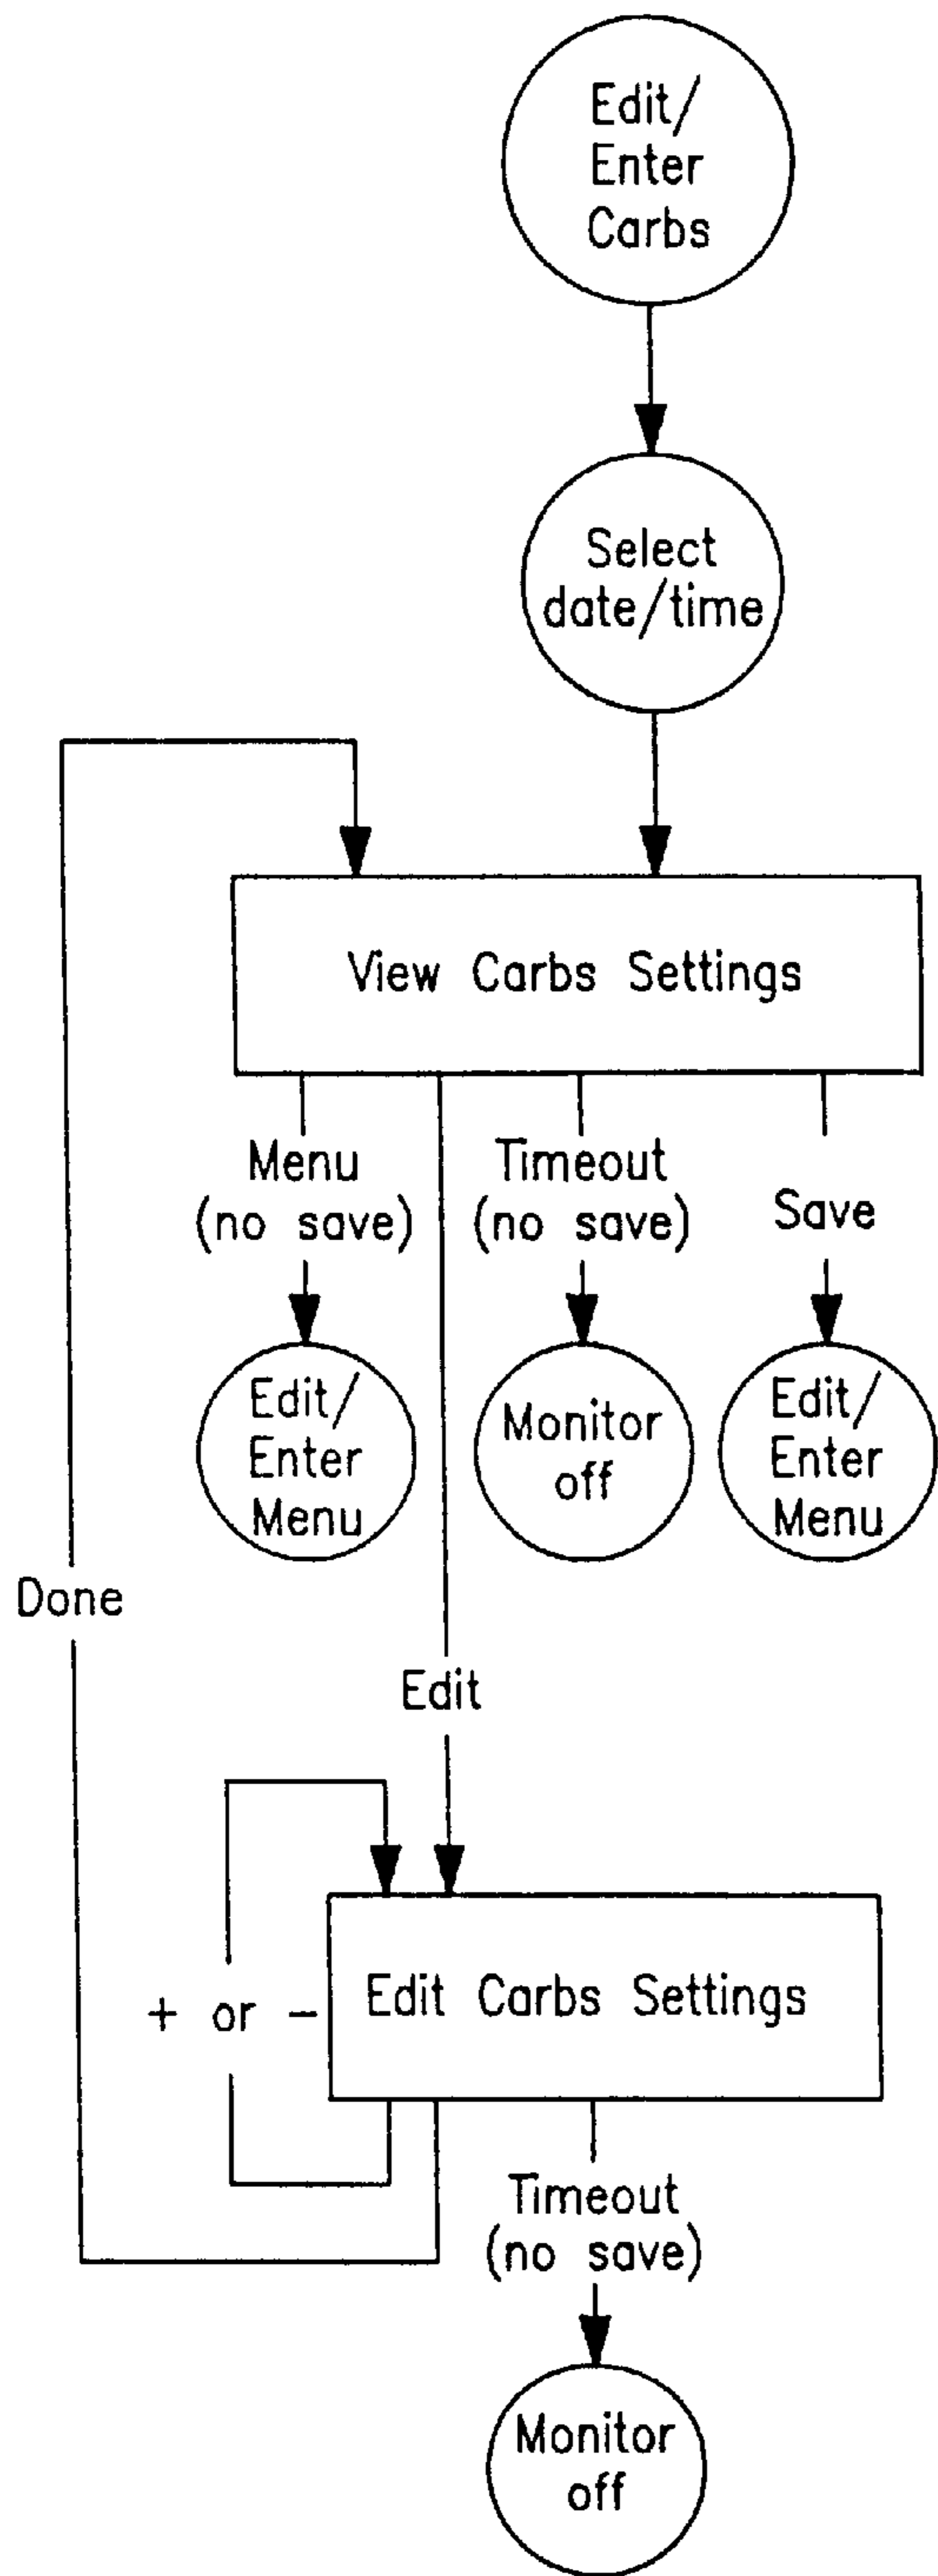 Edit/
Enter
Carbs
Select
date/time
View Carbs Settings
Menu
(no save)
Timeout
(no save)
Save
Edit/
Enter
Menu
Monitor
off
Edit/
Enter
Menu
Done
Edit
+ or -
Edit Carbs Settings
Timeout
(no save)
Monitor
off